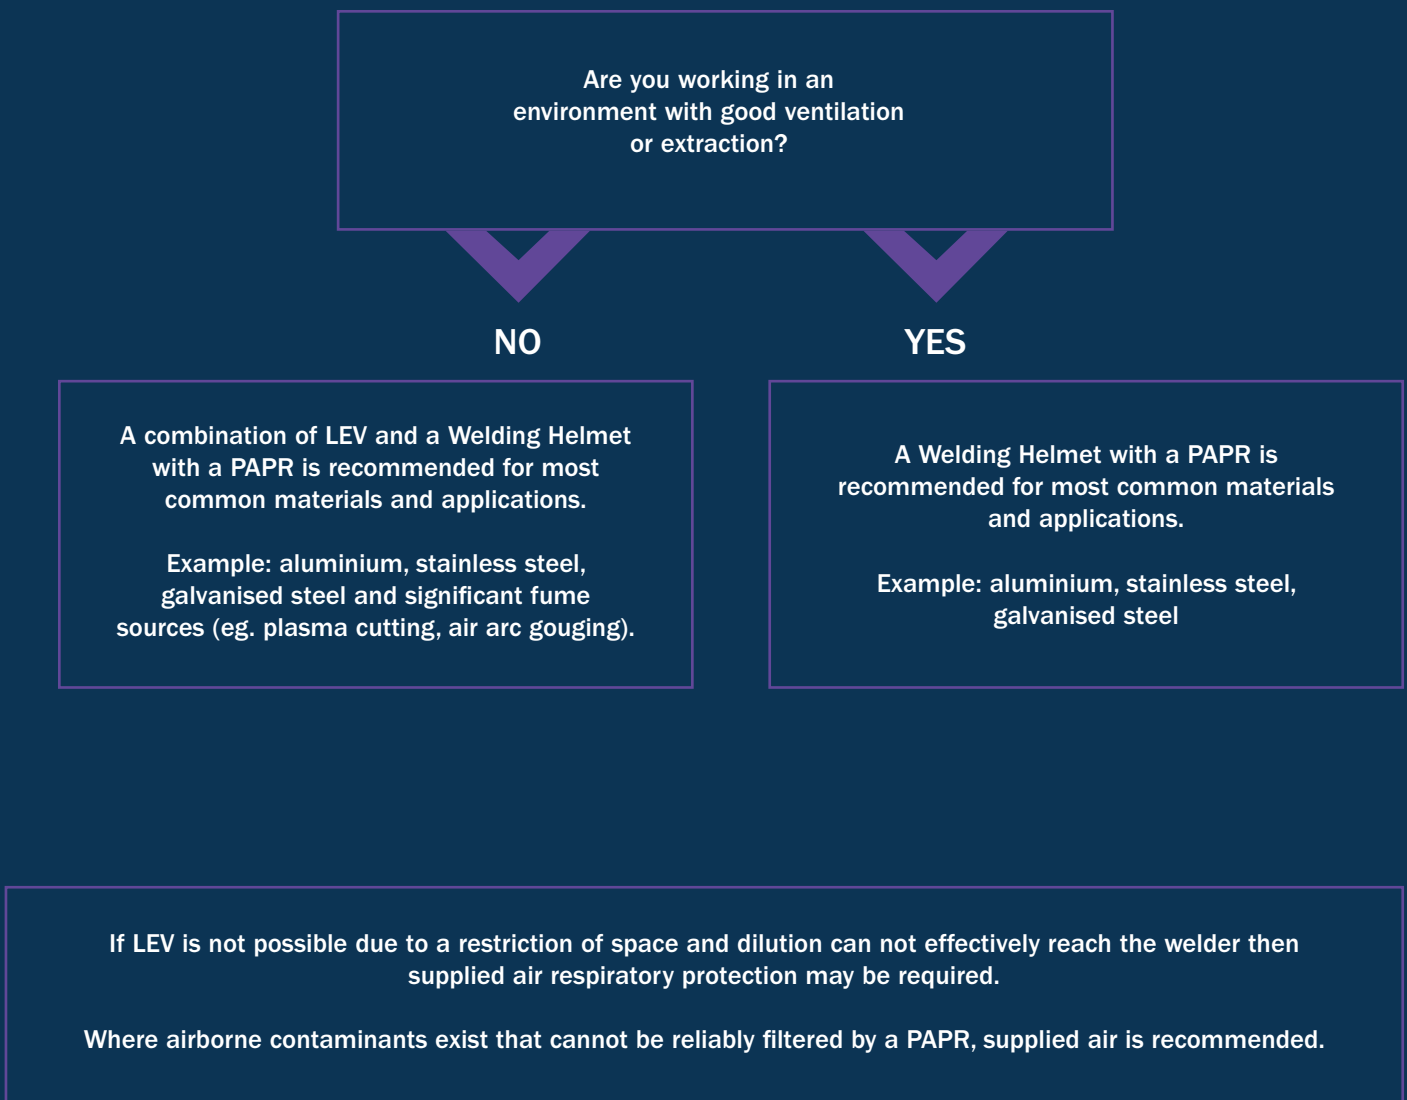 Are you working in an
environment with good ventilation
or extraction?
NO
YES
A combination of LEV and a Welding Helmet
with a PAPR is recommended for most
common materials and applications.
Example: aluminium, stainless steel,
galvanised steel and significant fume
sources (eg. plasma cutting, air arc gouging).
A Welding Helmet with a PAPR is
recommended for most common materials
and applications.
Example: aluminium, stainless steel,
galvanised steel
If LEV is not possible due to a restriction of space and dilution can not effectively reach the welder then
supplied air respiratory protection may be required.
Where airborne contaminants exist that cannot be reliably filtered by a PAPR, supplied air is recommended.